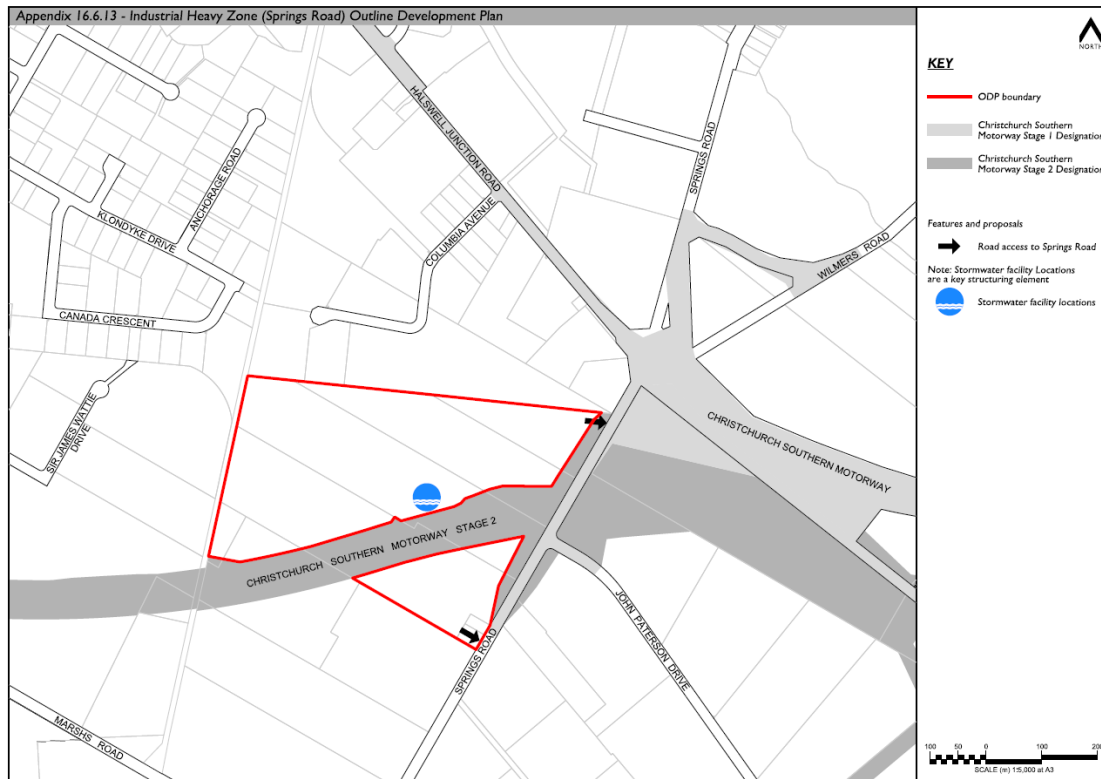 Appendix 16.6.13 - Industrial Heavy Zone (Springs Road) Outline Development Plan
NORTH
KEY
ODP boundary
Christchurch Southern
Motorway Stage 1 Designation
Christchurch Southern
Motorway Stage 2 Designation
Features and proposals
Road access to Springs Road
Note: Stormwater facility Locations
are a key structuring element
Stormwater facility locations
HALSWELL JUNCTION ROAD
SPRINGS ROAD
ANCHORAGE ROAD
KLONDYKE DRIVE
COLUMBIA AVENUE
WILMERS ROAD
CANADA CRESCENT
SIR JAMES WATTIE
DRIVE
CHRISTCHURCH SOUTHERN MOTORWAY
CHRISTCHURCH SOUTHERN MOTORWAY STAGE 2
JOHN PATERSON DRIVE
SPRINGS ROAD
MARSHS ROAD
100 50 0 100 200
SCALE (m) 1:5,000 at A3